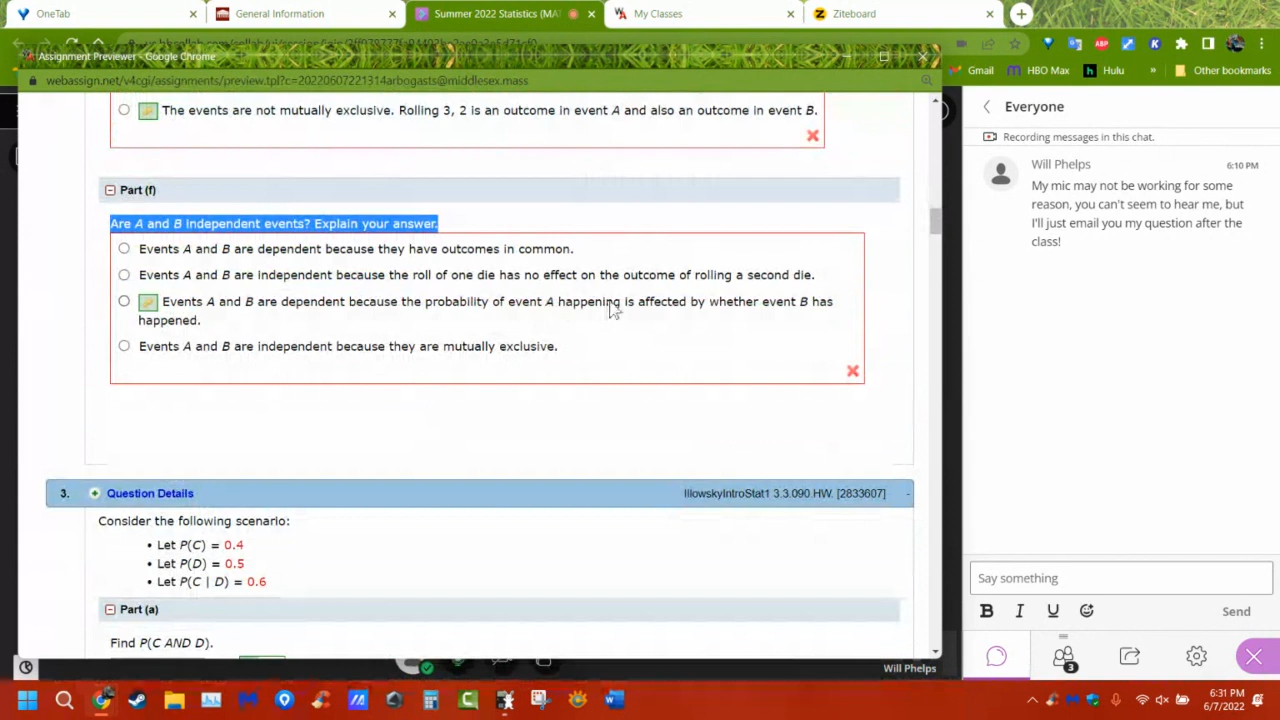 OneTab
General Information
Summer 2022 Statistics (MA
My Classes
Ziteboard
Assignment Previewer - Google Chrome
Gmail
HBO Max
Hulu
»
Other bookmarks
webassign.net/v4cgi/assignments/preview.tpl?c=20220607221314arbogasts@middlesex.mass
The events are not mutually exclusive. Rolling 3, 2 is an outcome in event A and also an outcome in event B.
Part (f)
Are A and B independent events? Explain your answer.
Events A and B are dependent because they have outcomes in common.
Events A and B are independent because the roll of one die has no effect on the outcome of rolling a second die.
Events A and B are dependent because the probability of event A happening is affected by whether event B has
happened.
Events A and B are independent because they are mutually exclusive.
3. Question Details
IllowskyIntroStat1 3.3.090 HW. [2833607]
Consider the following scenario:
• Let P(C) = 0.4
• Let P(D) = 0.5
• Let P(C | D) = 0.6
Part (a)
Find P(C AND D).
Will Phelps
Everyone
Recording messages in this chat.
Will Phelps
6:10 PM
My mic may not be working for some
reason, you can't seem to hear me, but
I'll just email you my question after the
class!
Say something
B I U
Send
3
6:31 PM
6/7/2022